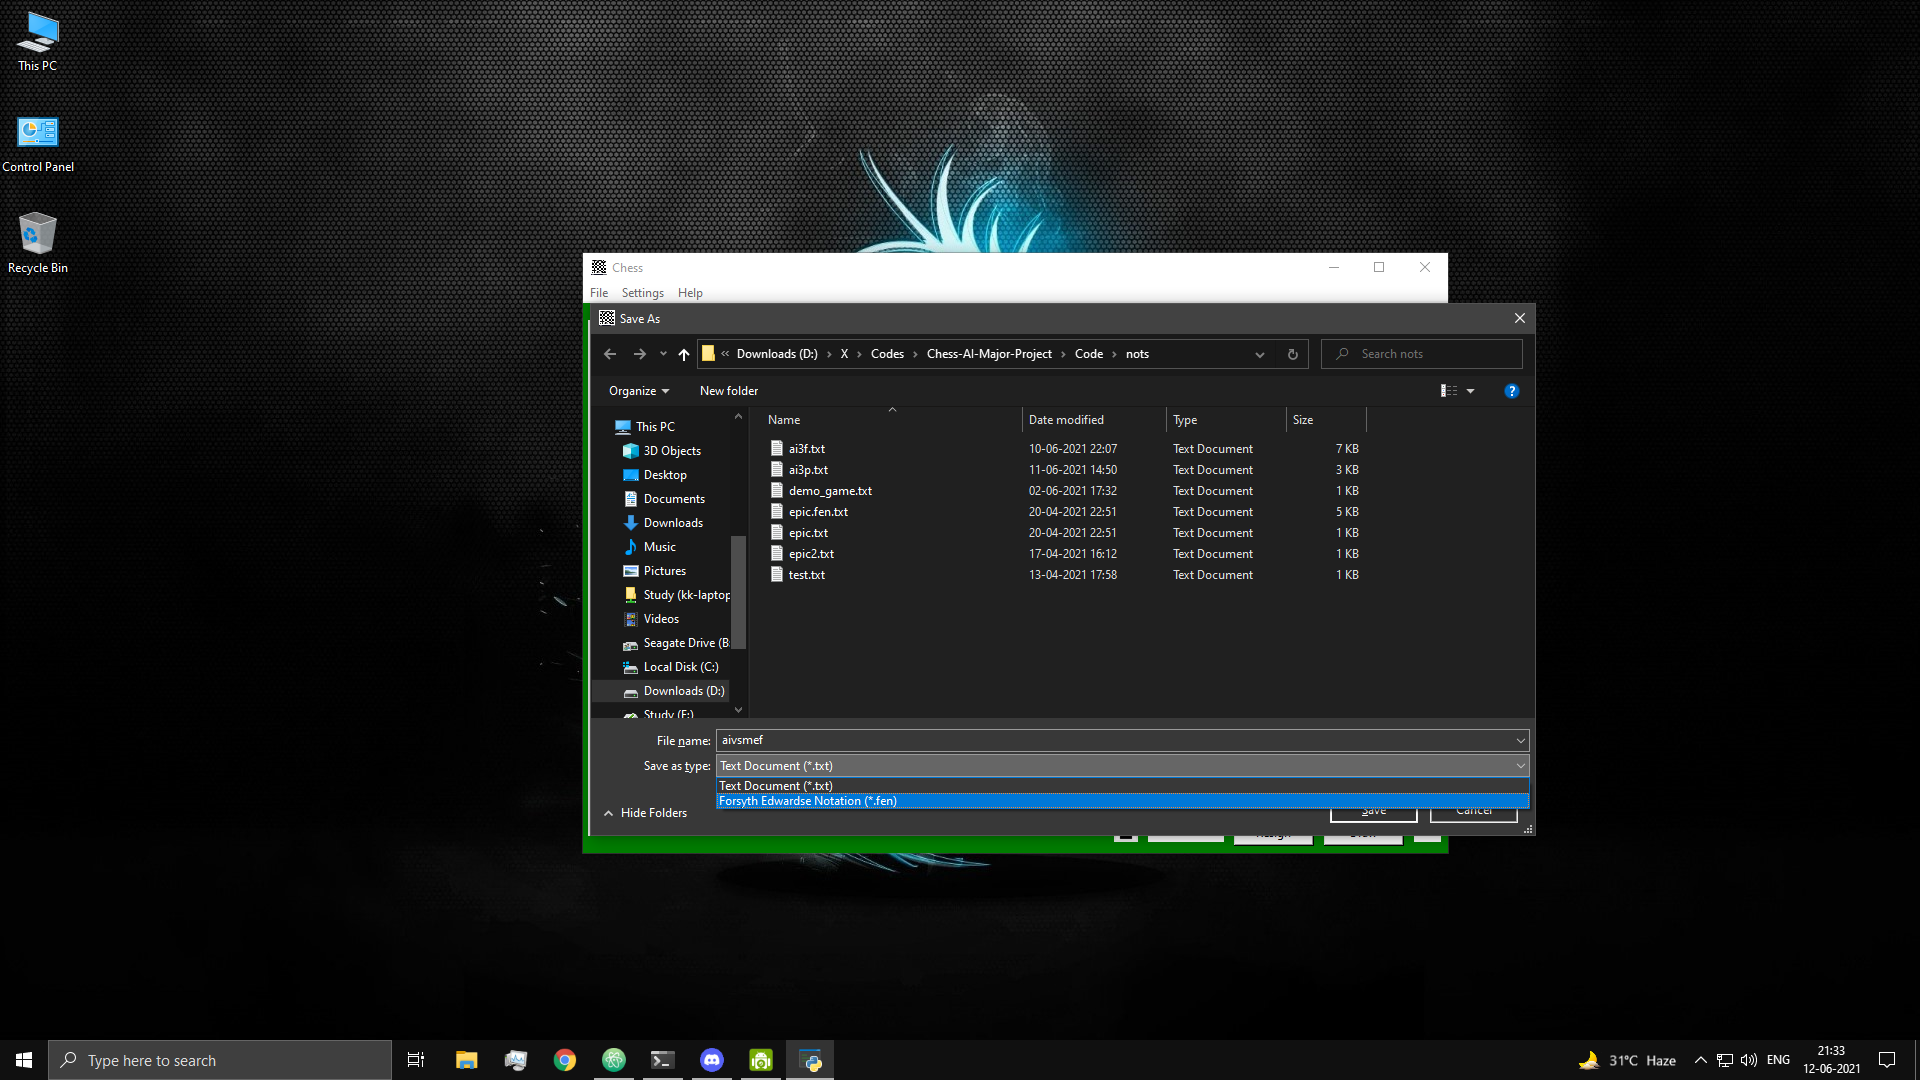 This PC
Control Panel
Recycle Bin
Chess
File Settings Help
Save As
« Downloads (D:) › X › Codes › Chess-AI-Major-Project › Code › nots
Search nots
Organize New folder
?
This PC
3D Objects
Desktop
Documents
Downloads
Music
Pictures
Study (kk-laptop
Videos
Seagate Drive (B:
Local Disk (C:)
Downloads (D:)
Study (E:)
Name Date modified Type Size
ai3f.txt 10-06-2021 22:07 Text Document 7 KB
ai3p.txt 11-06-2021 14:50 Text Document 3 KB
demo_game.txt 02-06-2021 17:32 Text Document 1 KB
epic.fen.txt 20-04-2021 22:51 Text Document 5 KB
epic.txt 20-04-2021 22:51 Text Document 1 KB
epic2.txt 17-04-2021 16:12 Text Document 1 KB
test.txt 13-04-2021 17:58 Text Document 1 KB
File name: aivsmef
Save as type: Text Document (*.txt)
Text Document (*.txt)
Forsyth Edwardse Notation (*.fen)
Hide Folders
Save Cancel
Type here to search
31°C Haze
ENG
21:33
12-06-2021